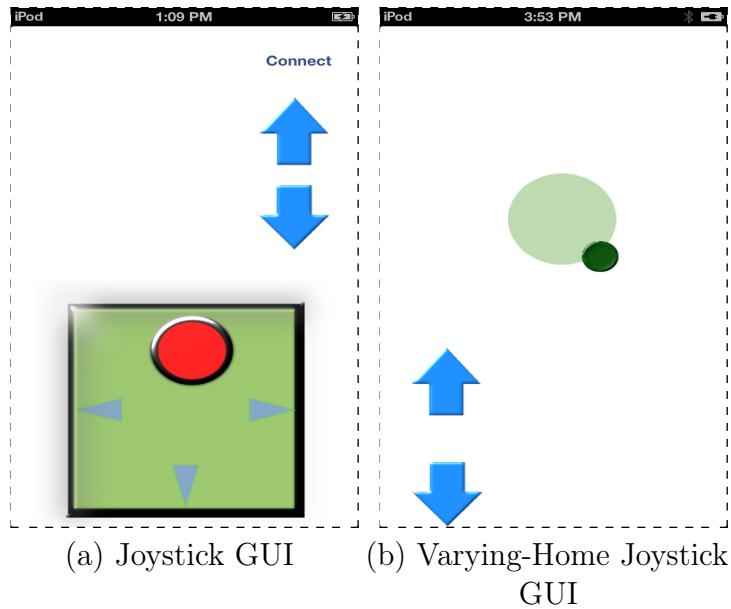 iPod 1:09 PM
Connect
iPod 3:53 PM
(a) Joystick GUI
(b) Varying-Home Joystick
GUI